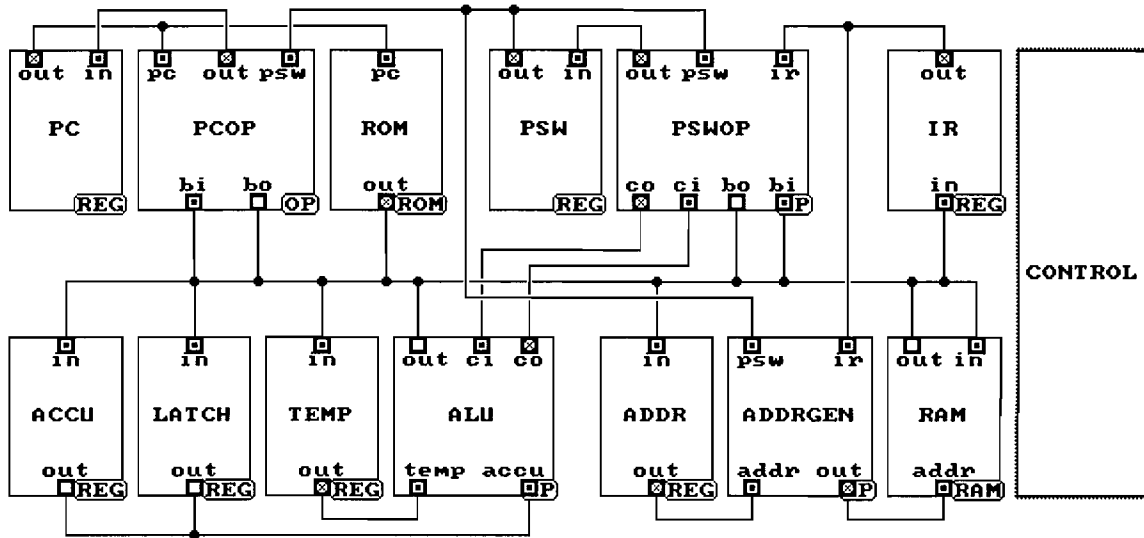 out in pc out psw pc out in out psw ir out
PC PCOP ROM PSW PSWOP IR
bi bo out co ci bo bi in
REG OP ROM REG P REG
CONTROL
in in in out ci co in psw ir out in
ACCU LATCH TEMP ALU ADDR ADDRGEN RAM
out out out temp accu out addr out addr
REG REG REG P REG P RAM